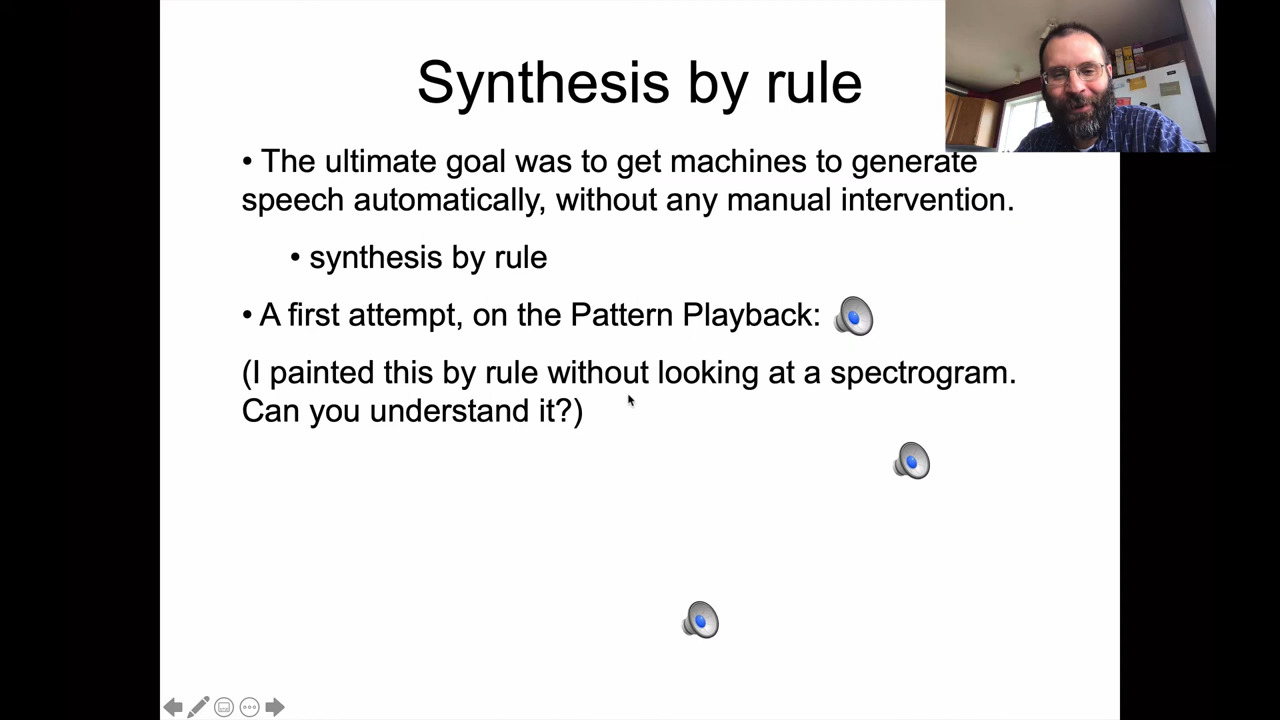 Synthesis by rule
• The ultimate goal was to get machines to generate
speech automatically, without any manual intervention.
• synthesis by rule
• A first attempt, on the Pattern Playback:
(I painted this by rule without looking at a spectrogram.
Can you understand it?)